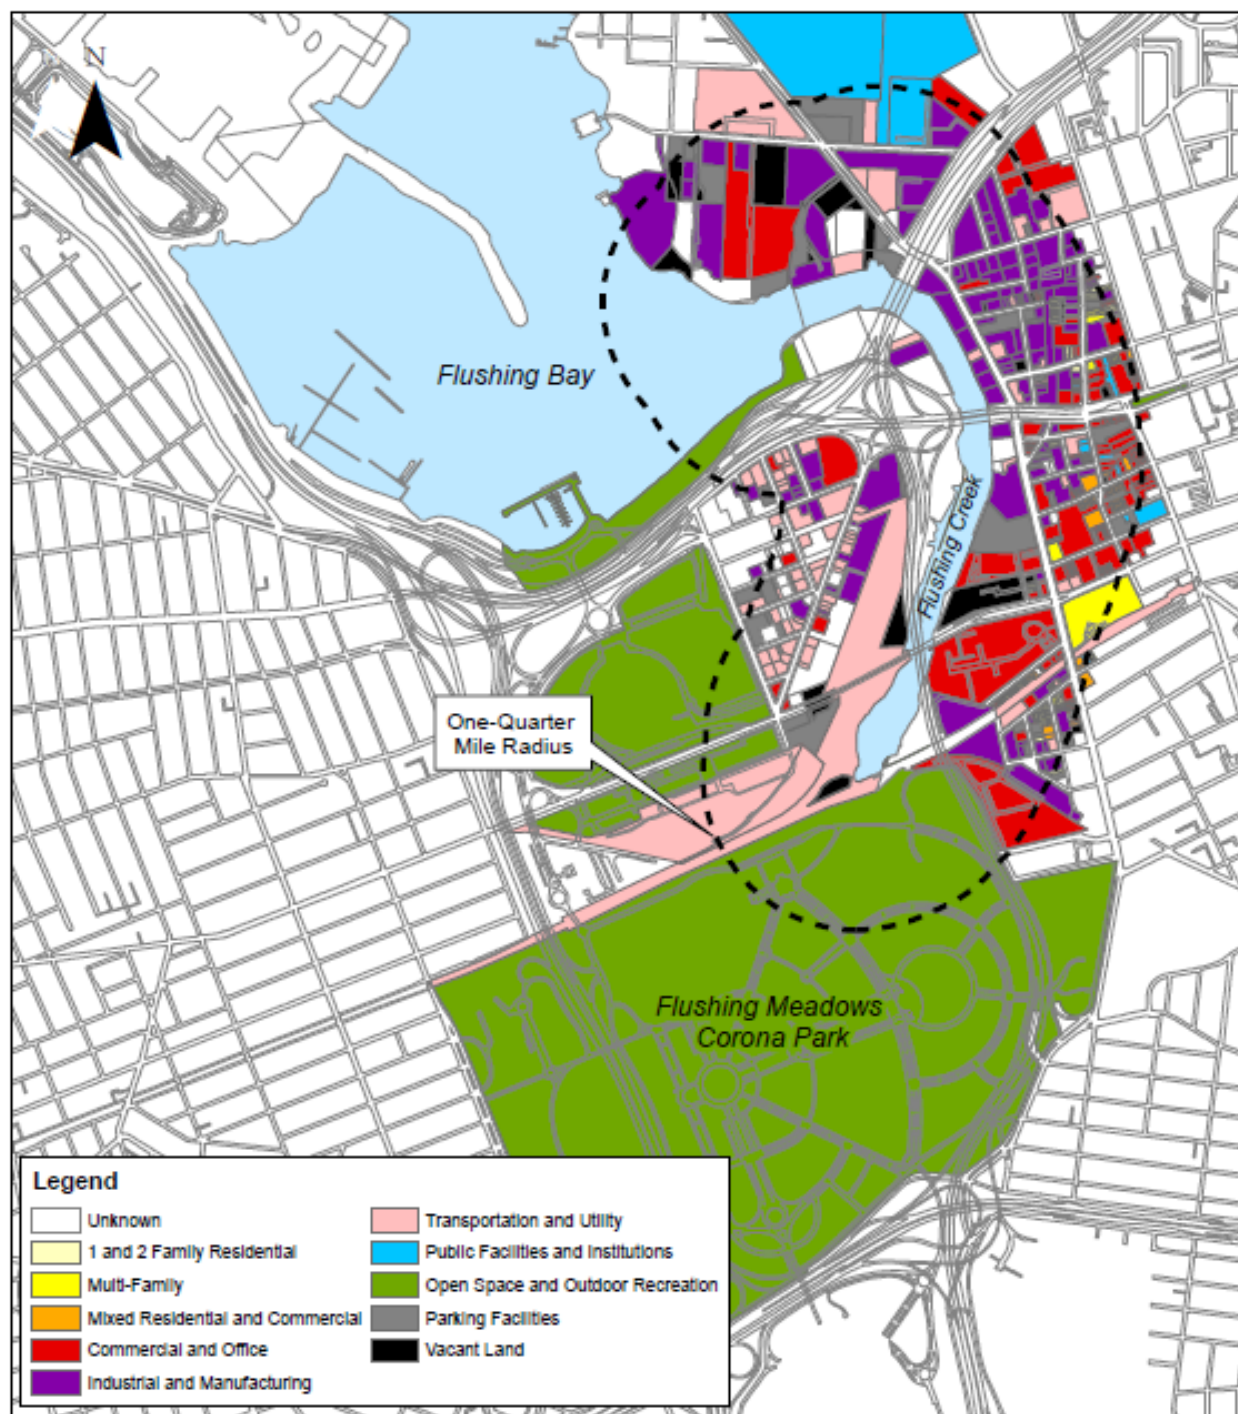 N
Flushing Bay
Flushing Creek
One-Quarter
Mile Radius
Flushing Meadows
Corona Park
Legend
Unknown
1 and 2 Family Residential
Multi-Family
Mixed Residential and Commercial
Commercial and Office
Industrial and Manufacturing
Transportation and Utility
Public Facilities and Institutions
Open Space and Outdoor Recreation
Parking Facilities
Vacant Land